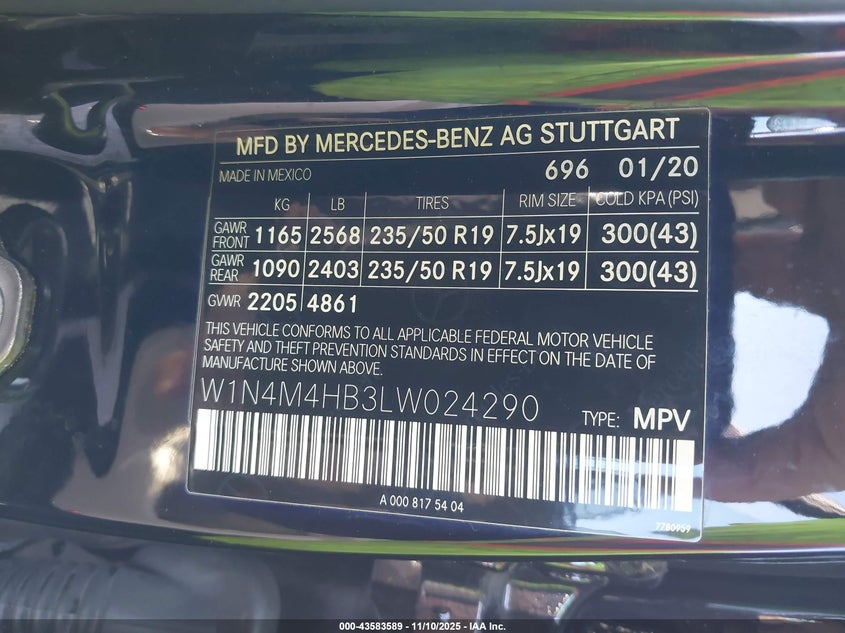 MFD BY MERCEDES-BENZ AG STUTTGART
MADE IN MEXICO 696 01/20
KG LB TIRES RIM SIZE COLD KPA (PSI)
GAWR FRONT 1165 2568 235/50 R19 7.5Jx19 300(43)
GAWR REAR 1090 2403 235/50 R19 7.5Jx19 300(43)
GVWR 2205 4861
THIS VEHICLE CONFORMS TO ALL APPLICABLE FEDERAL MOTOR VEHICLE
SAFETY AND THEFT PREVENTION STANDARDS IN EFFECT ON THE DATE OF
MANUFACTURE SHOWN ABOVE.
W1N4M4HB3LW024290 TYPE: MPV
A 000 817 54 04
7280959
000-43583589 - 11/10/2025 - IAA Inc.